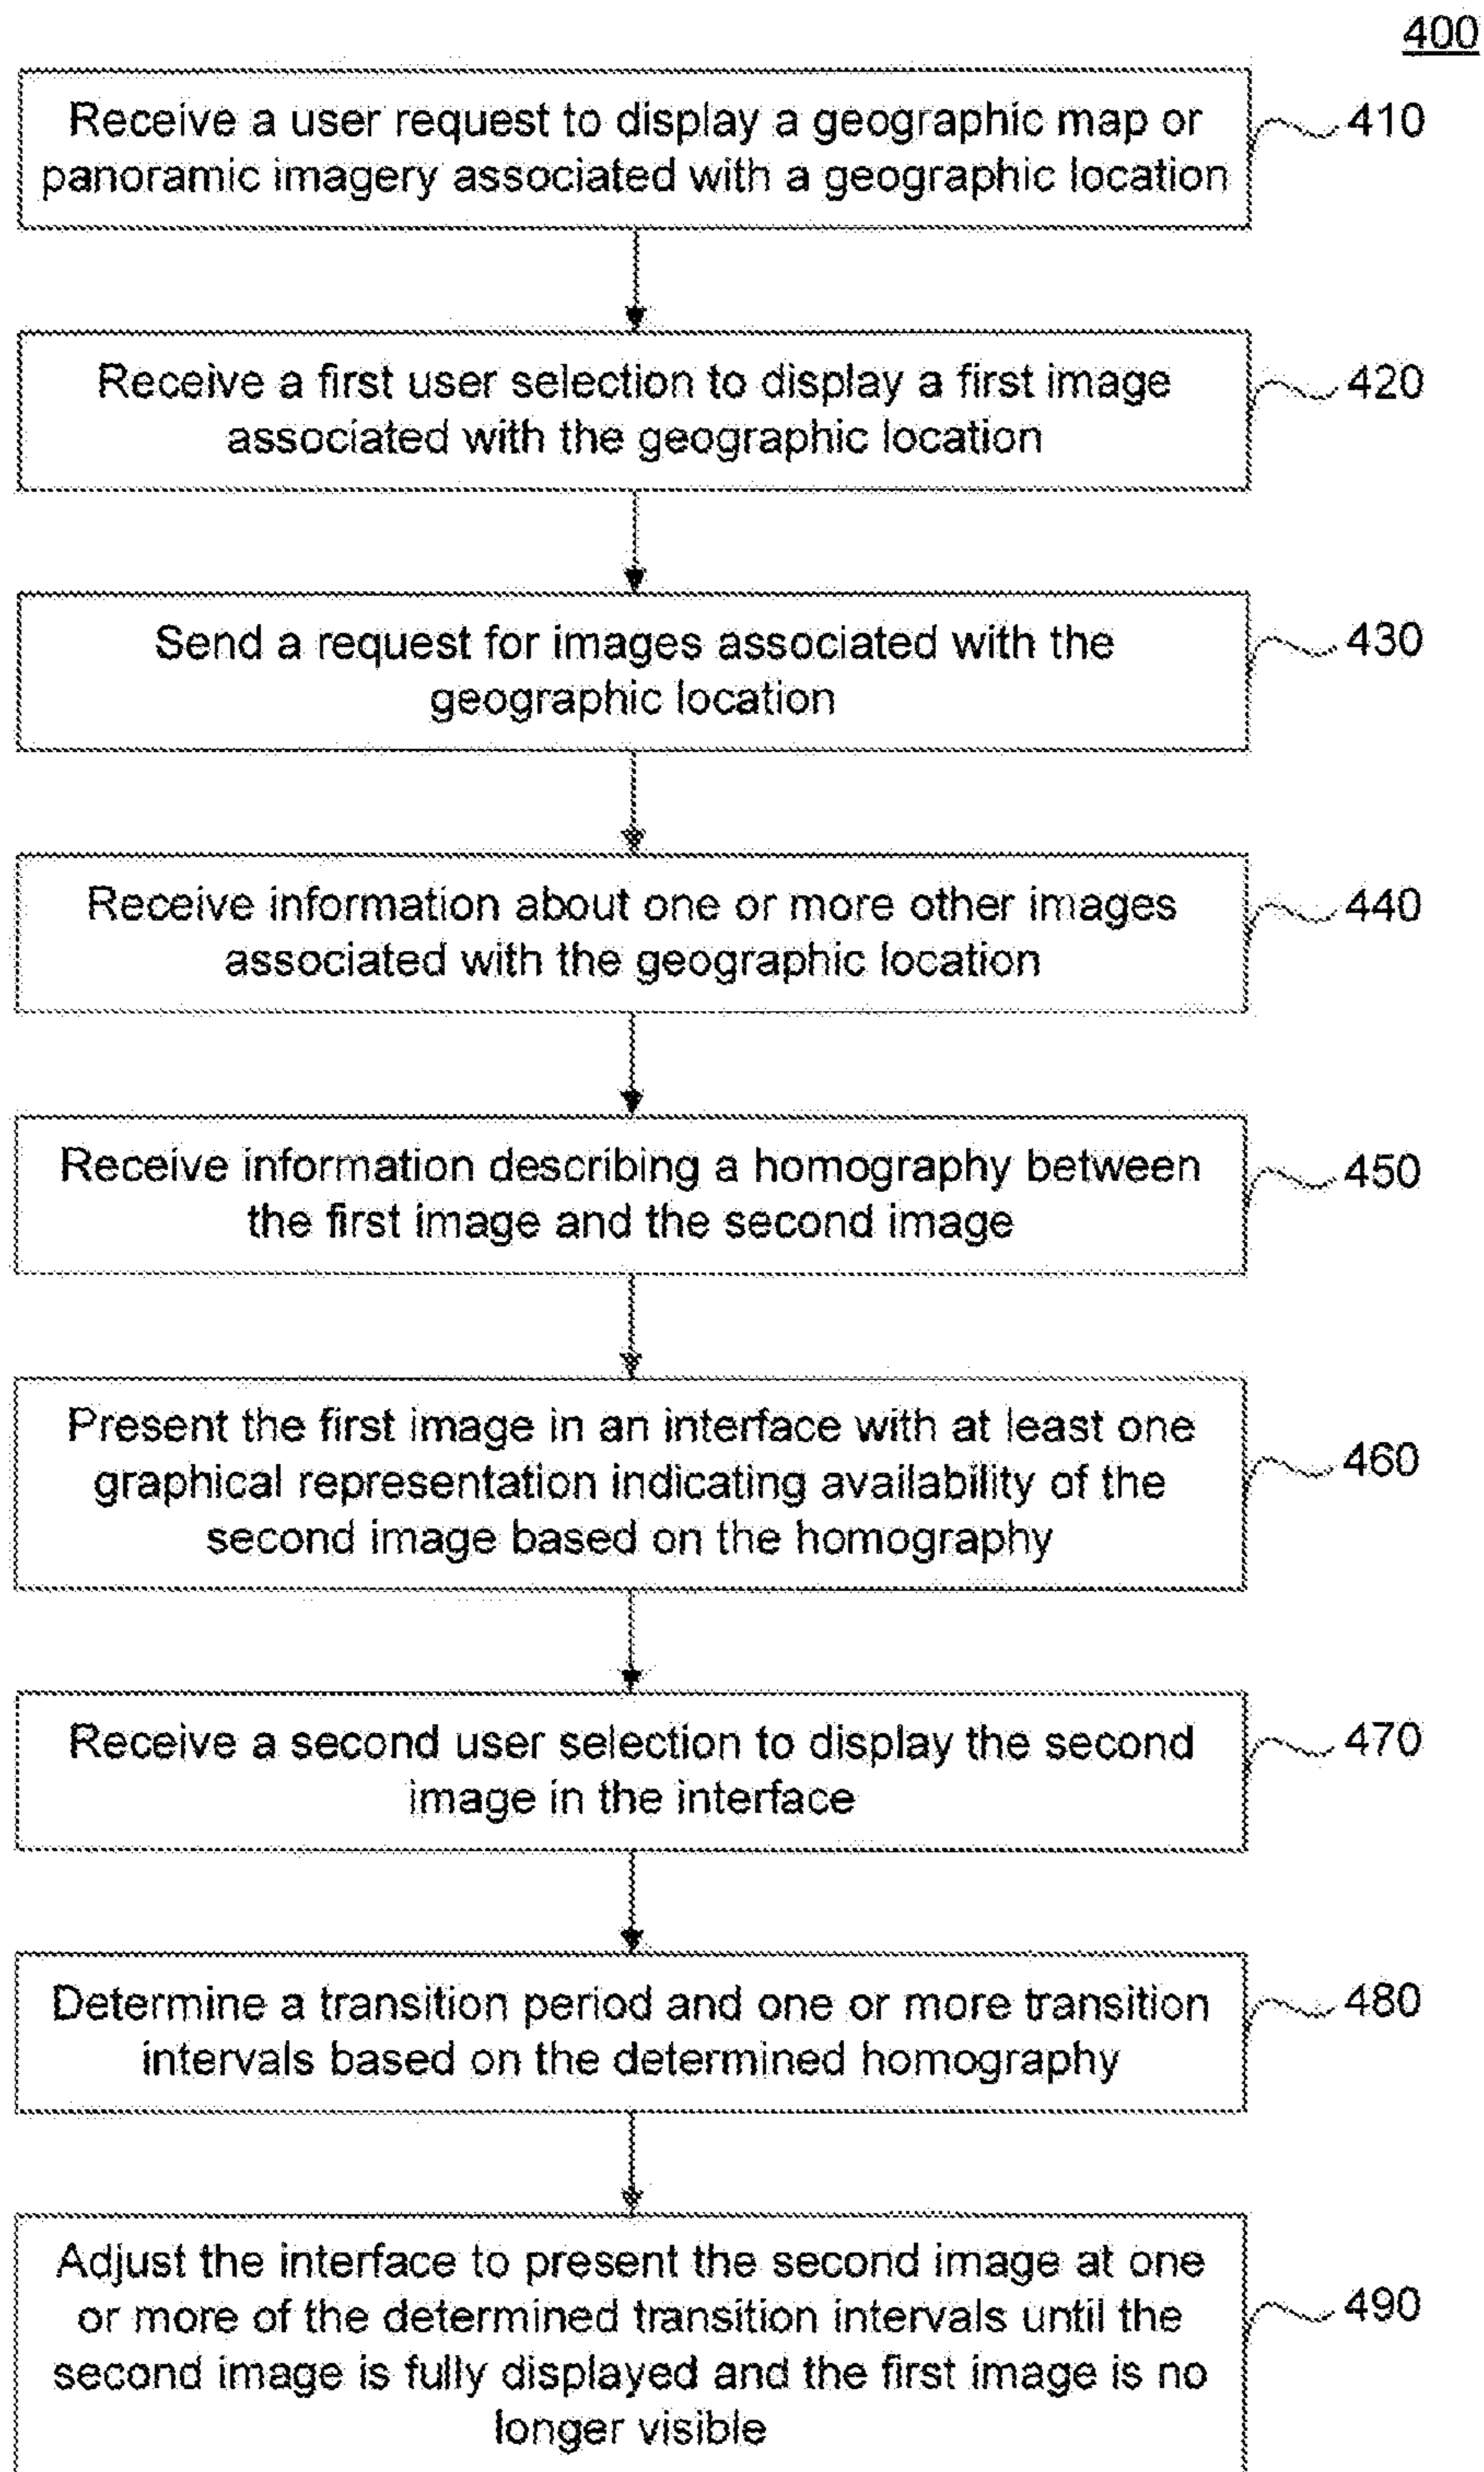 400
Receive a user request to display a geographic map or
panoramic imagery associated with a geographic location
410
Receive a first user selection to display a first image
associated with the geographic location
420
Send a request for images associated with the
geographic location
430
Receive information about one or more other images
associated with the geographic location
440
Receive information describing a homography between
the first image and the second image
450
Present the first image in an interface with at least one
graphical representation indicating availability of the
second image based on the homography
460
Receive a second user selection to display the second
image in the interface
470
Determine a transition period and one or more transition
intervals based on the determined homography
480
Adjust the interface to present the second image at one
or more of the determined transition intervals until the
second image is fully displayed and the first image is no
longer visible
490